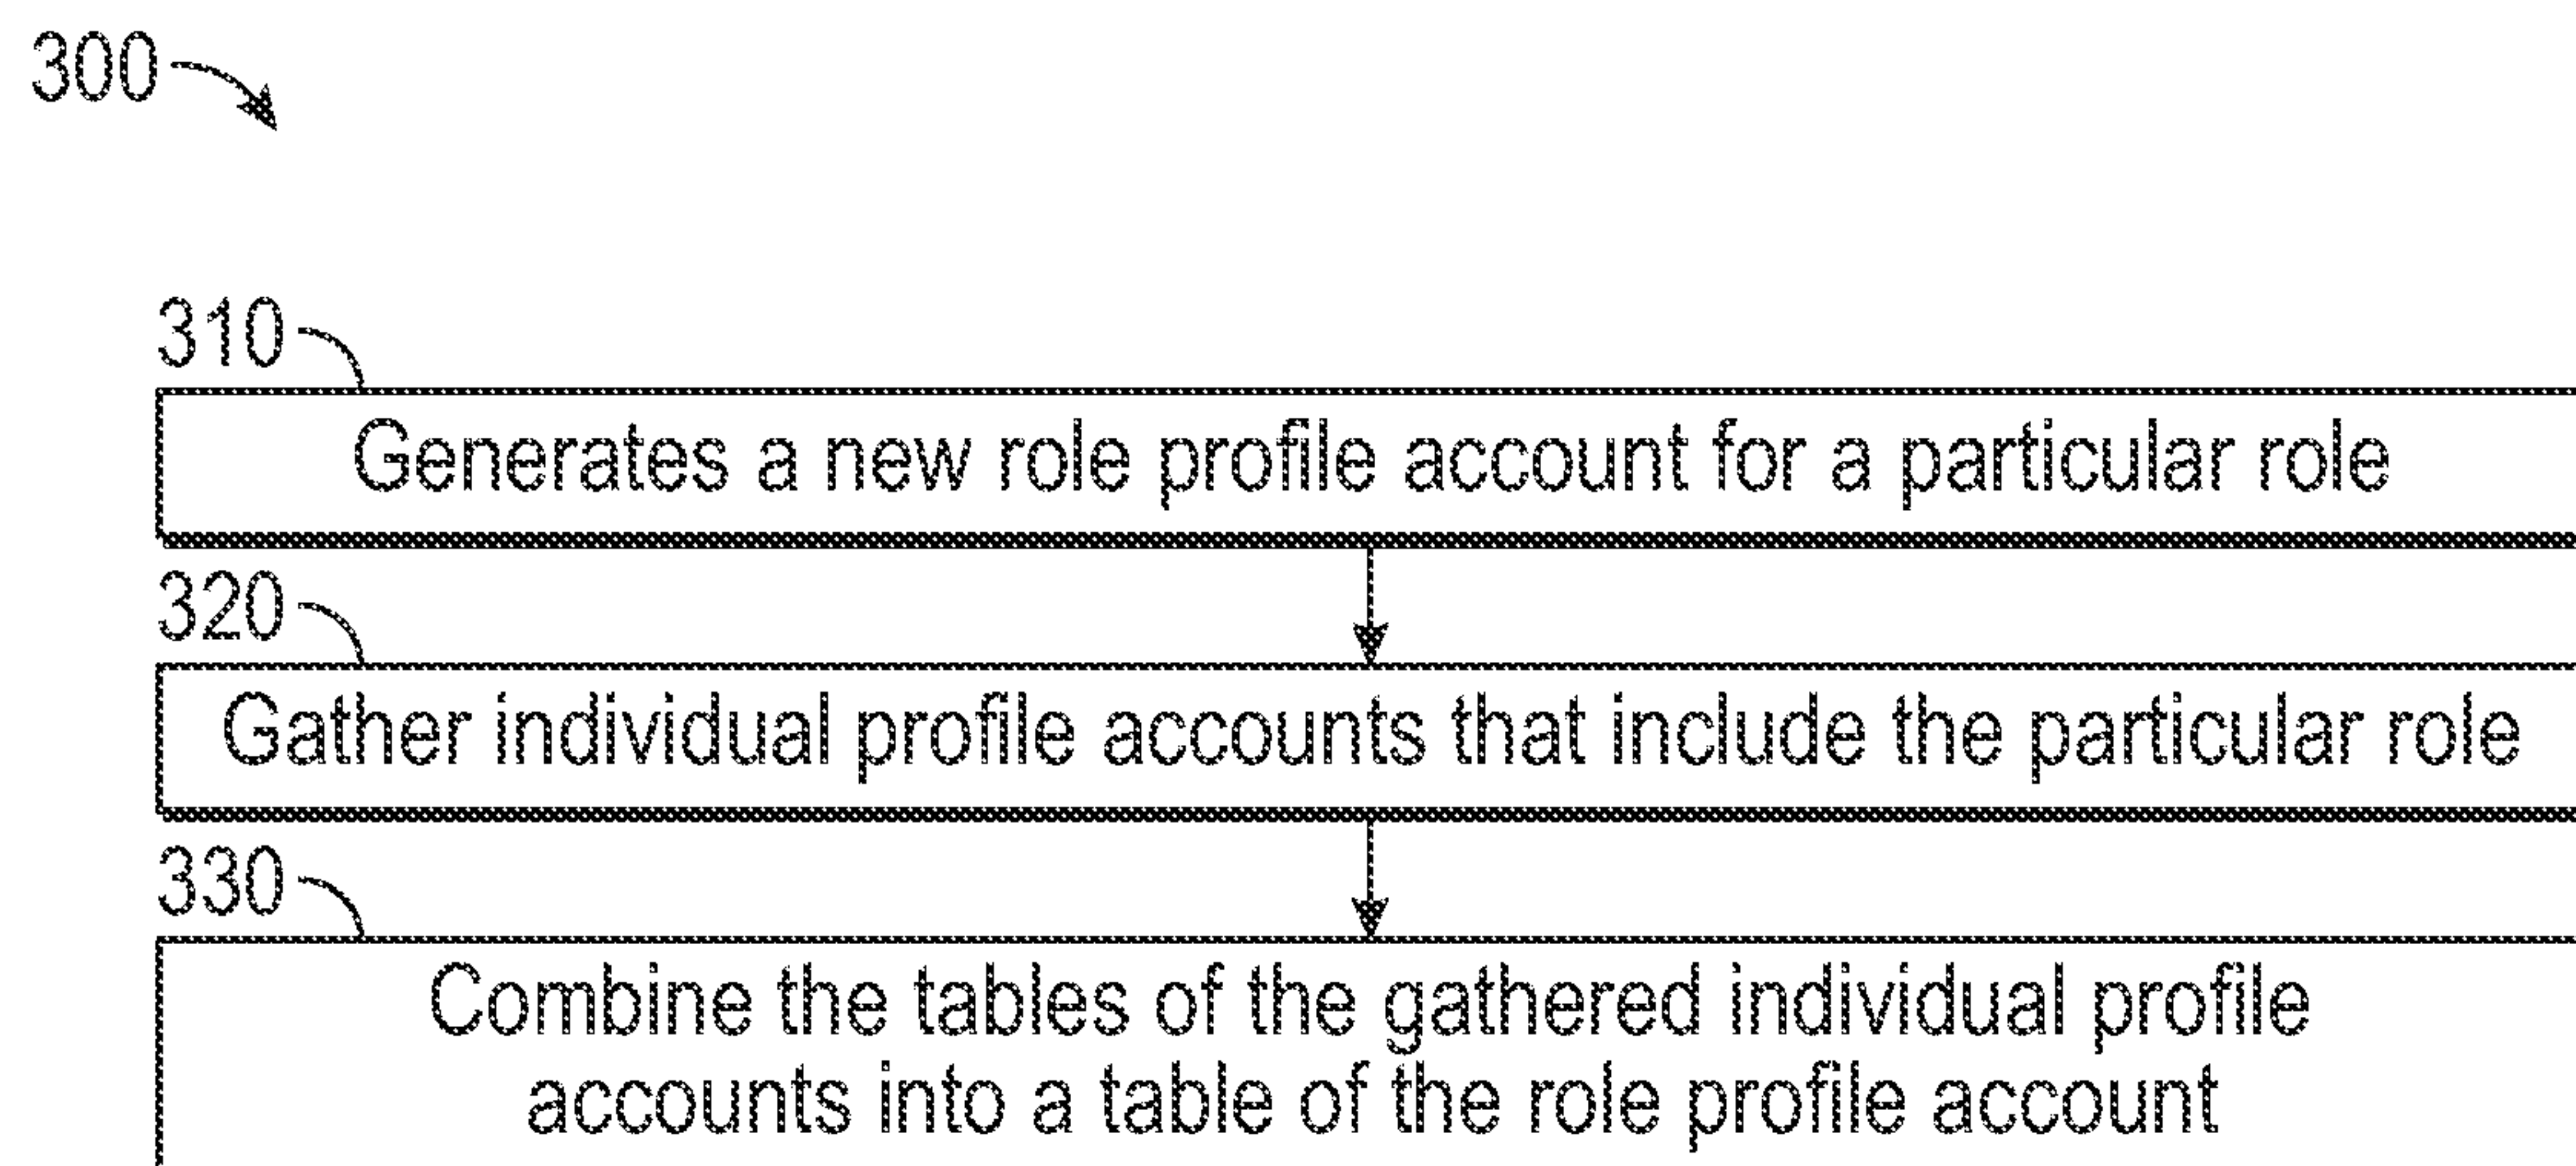 300
310
Generates a new role profile account for a particular role
320
Gather individual profile accounts that include the particular role
330
Combine the tables of the gathered individual profile
accounts into a table of the role profile account